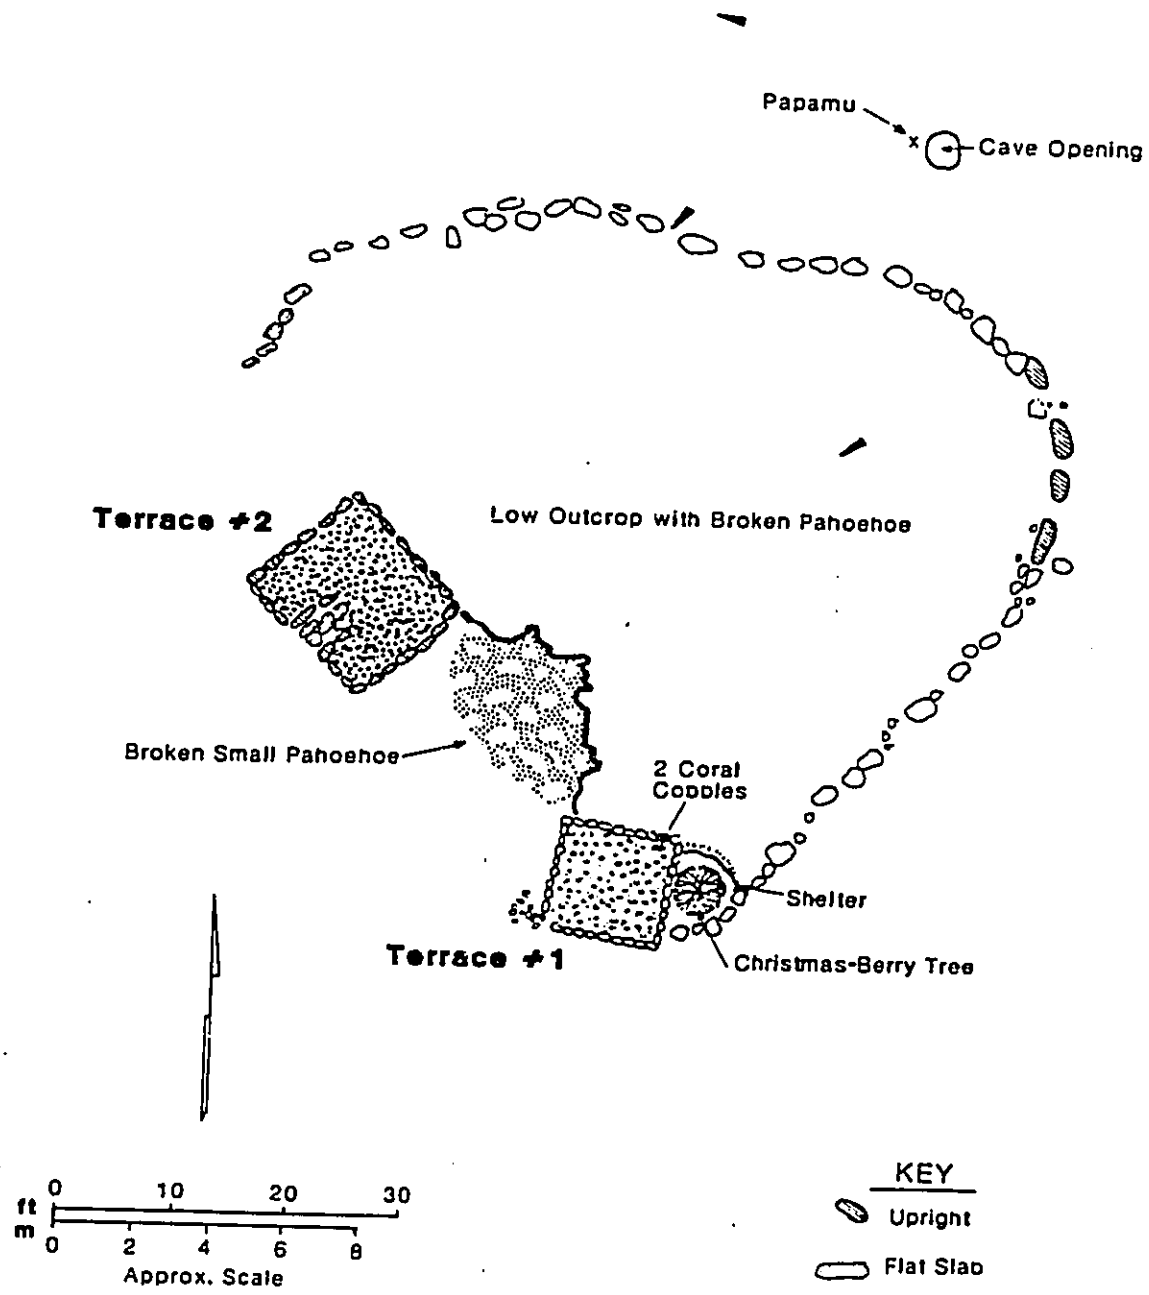 Papamu
x
Cave Opening
Terrace #2
Low Outcrop with Broken Pahoehoe
Broken Small Pahoehoe
2 Coral
Cobbles
Shelter
Terrace #1
Christmas-Berry Tree
0 10 20 30
ft
m
0 2 4 6 8
Approx. Scale
KEY
Upright
Flat Slab